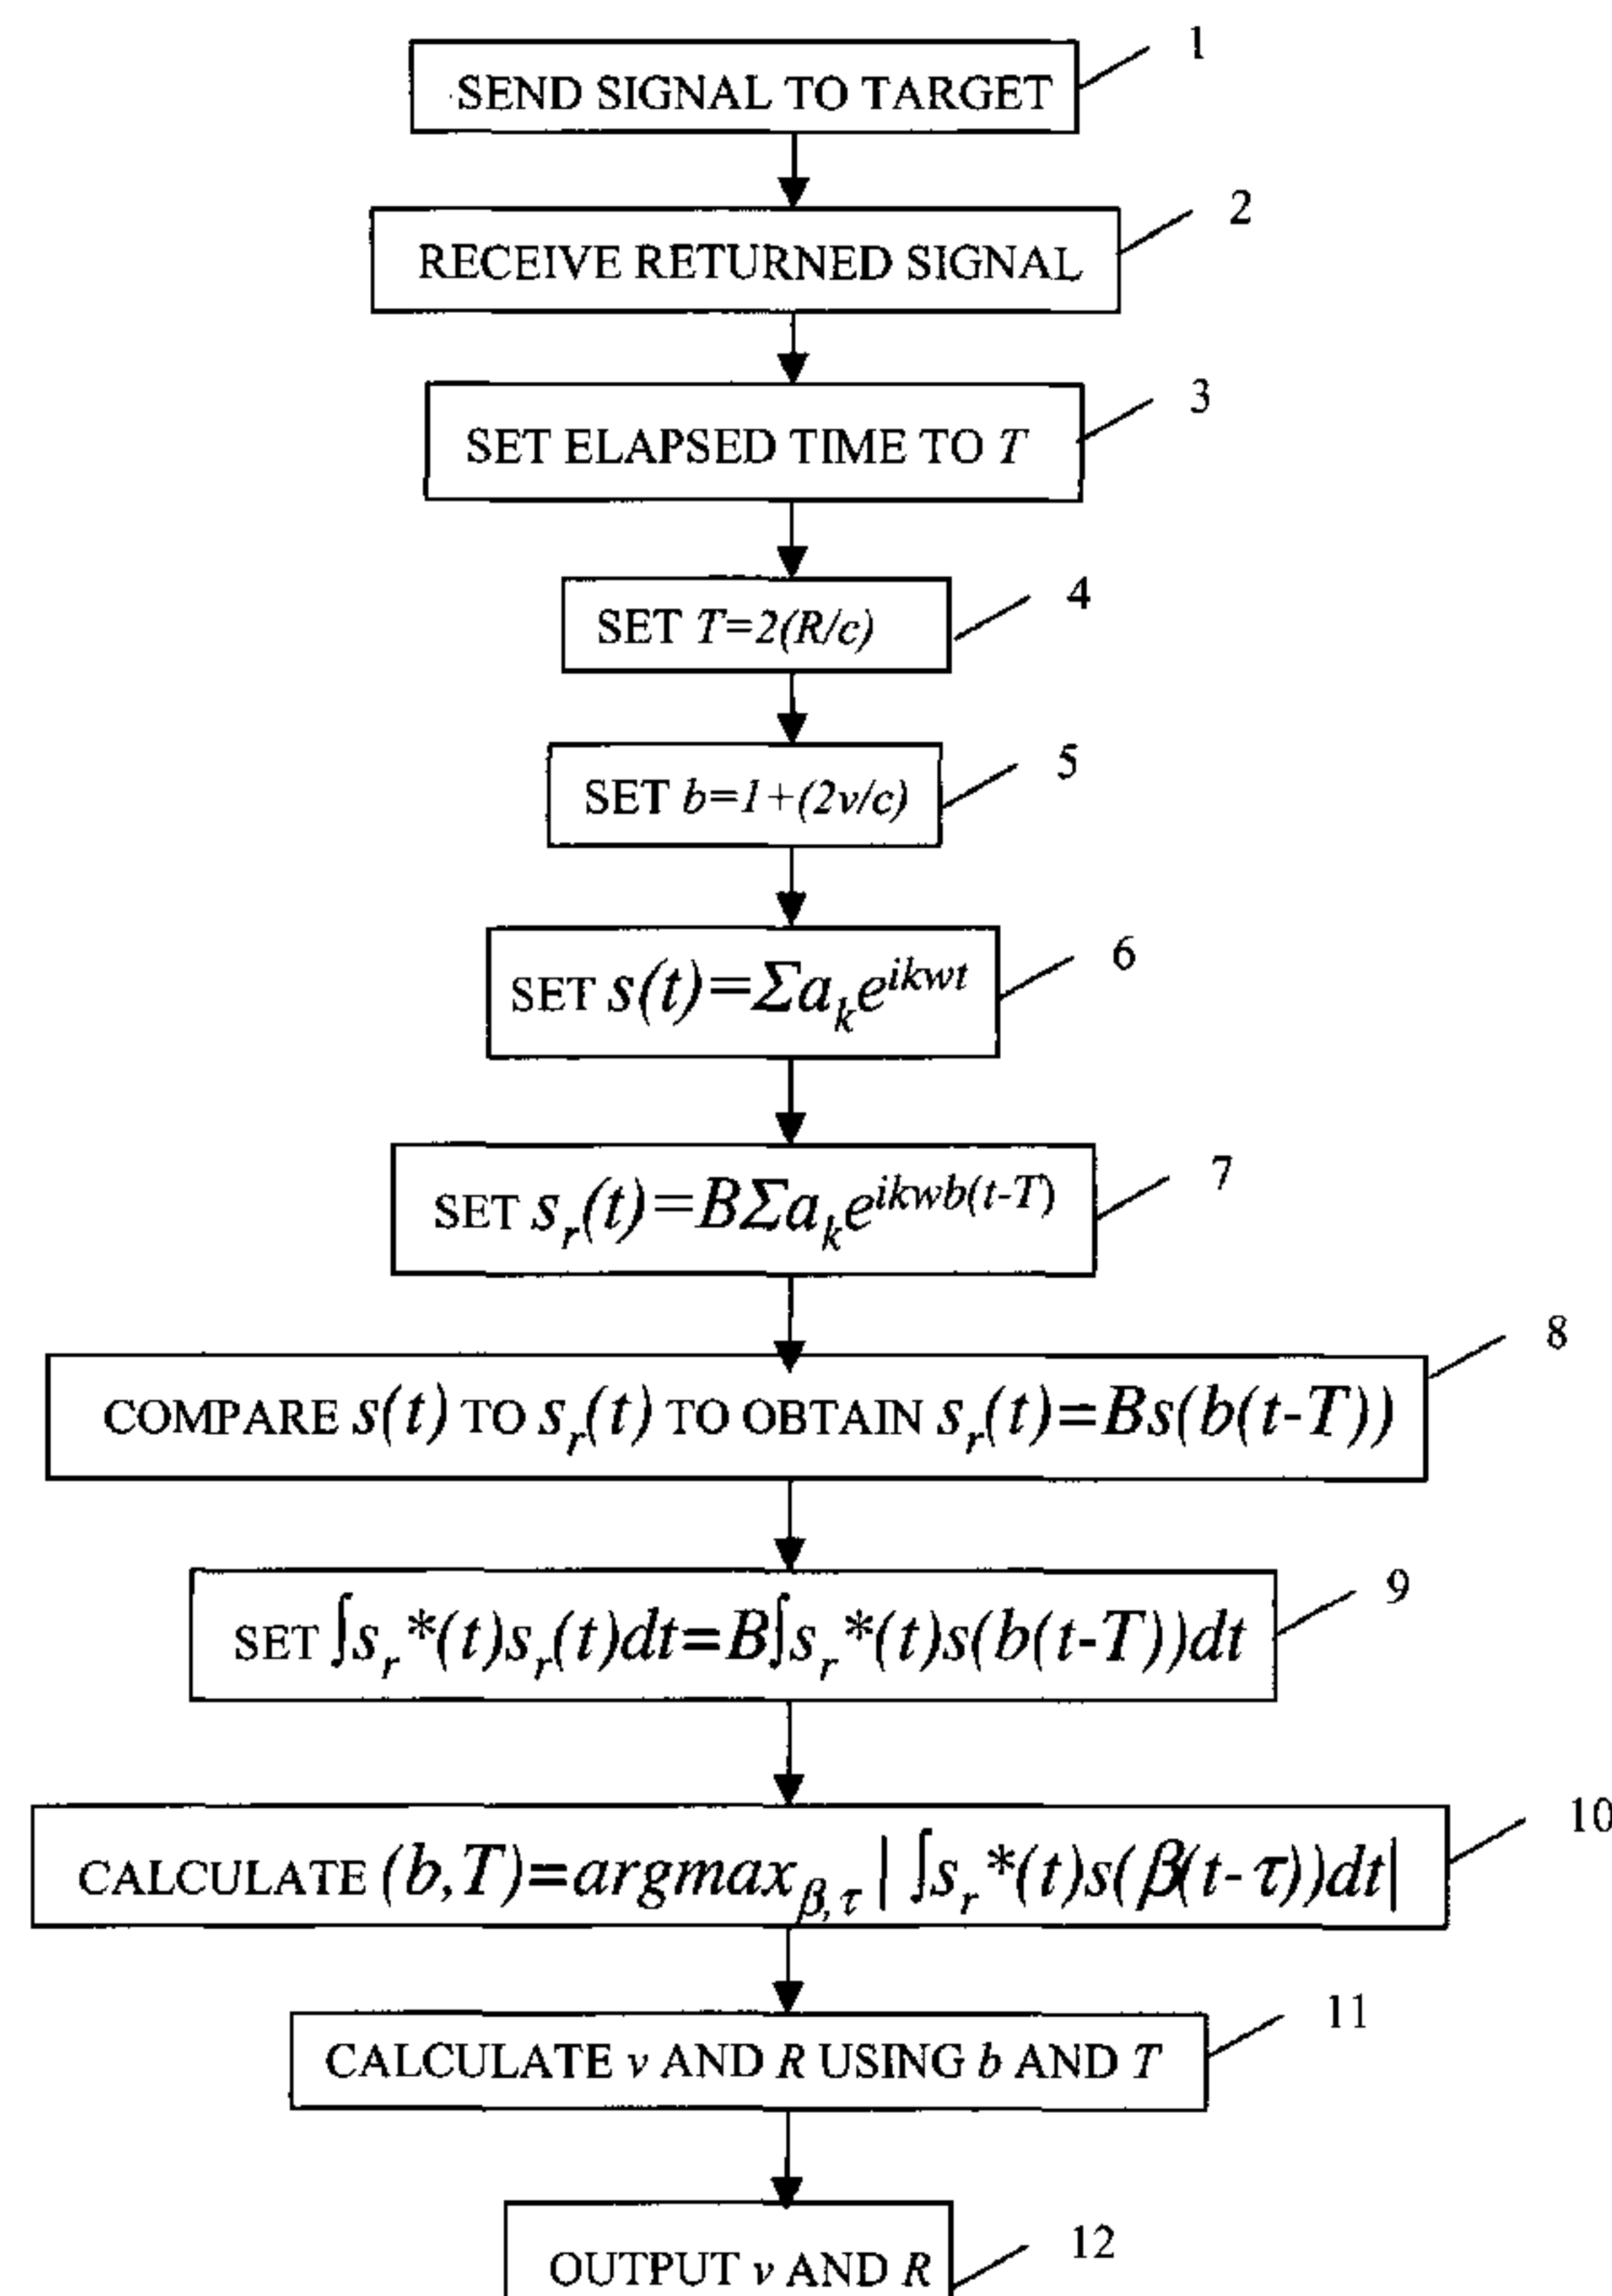 1
SEND SIGNAL TO TARGET
2
RECEIVE RETURNED SIGNAL
3
SET ELAPSED TIME TO T
4
SET T=2(R/c)
5
SET b=1+(2v/c)
6
SET s(t)=Σa_k e^{ikwt}
7
SET s_r(t)=BΣa_k e^{ikwb(t-T)}
8
COMPARE s(t) TO s_r(t) TO OBTAIN s_r(t)=Bs(b(t-T))
9
SET ∫s_r*(t)s_r(t)dt=B∫s_r*(t)s(b(t-T))dt
10
CALCULATE (b,T)=argmax_{β,τ}|∫s_r*(t)s(β(t-τ))dt|
11
CALCULATE v AND R USING b AND T
12
OUTPUT v AND R